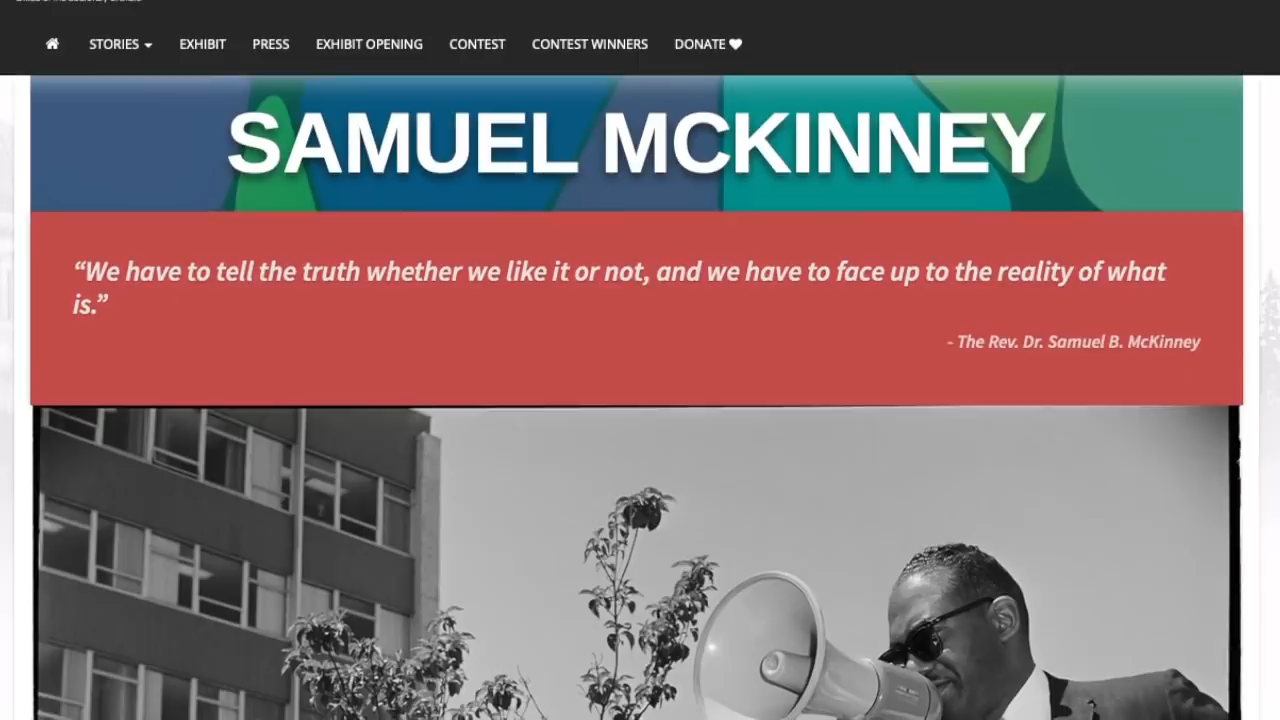 STORIES EXHIBIT PRESS EXHIBIT OPENING CONTEST CONTEST WINNERS DONATE
SAMUEL MCKINNEY
“We have to tell the truth whether we like it or not, and we have to face up to the reality of what
is.”
- The Rev. Dr. Samuel B. McKinney